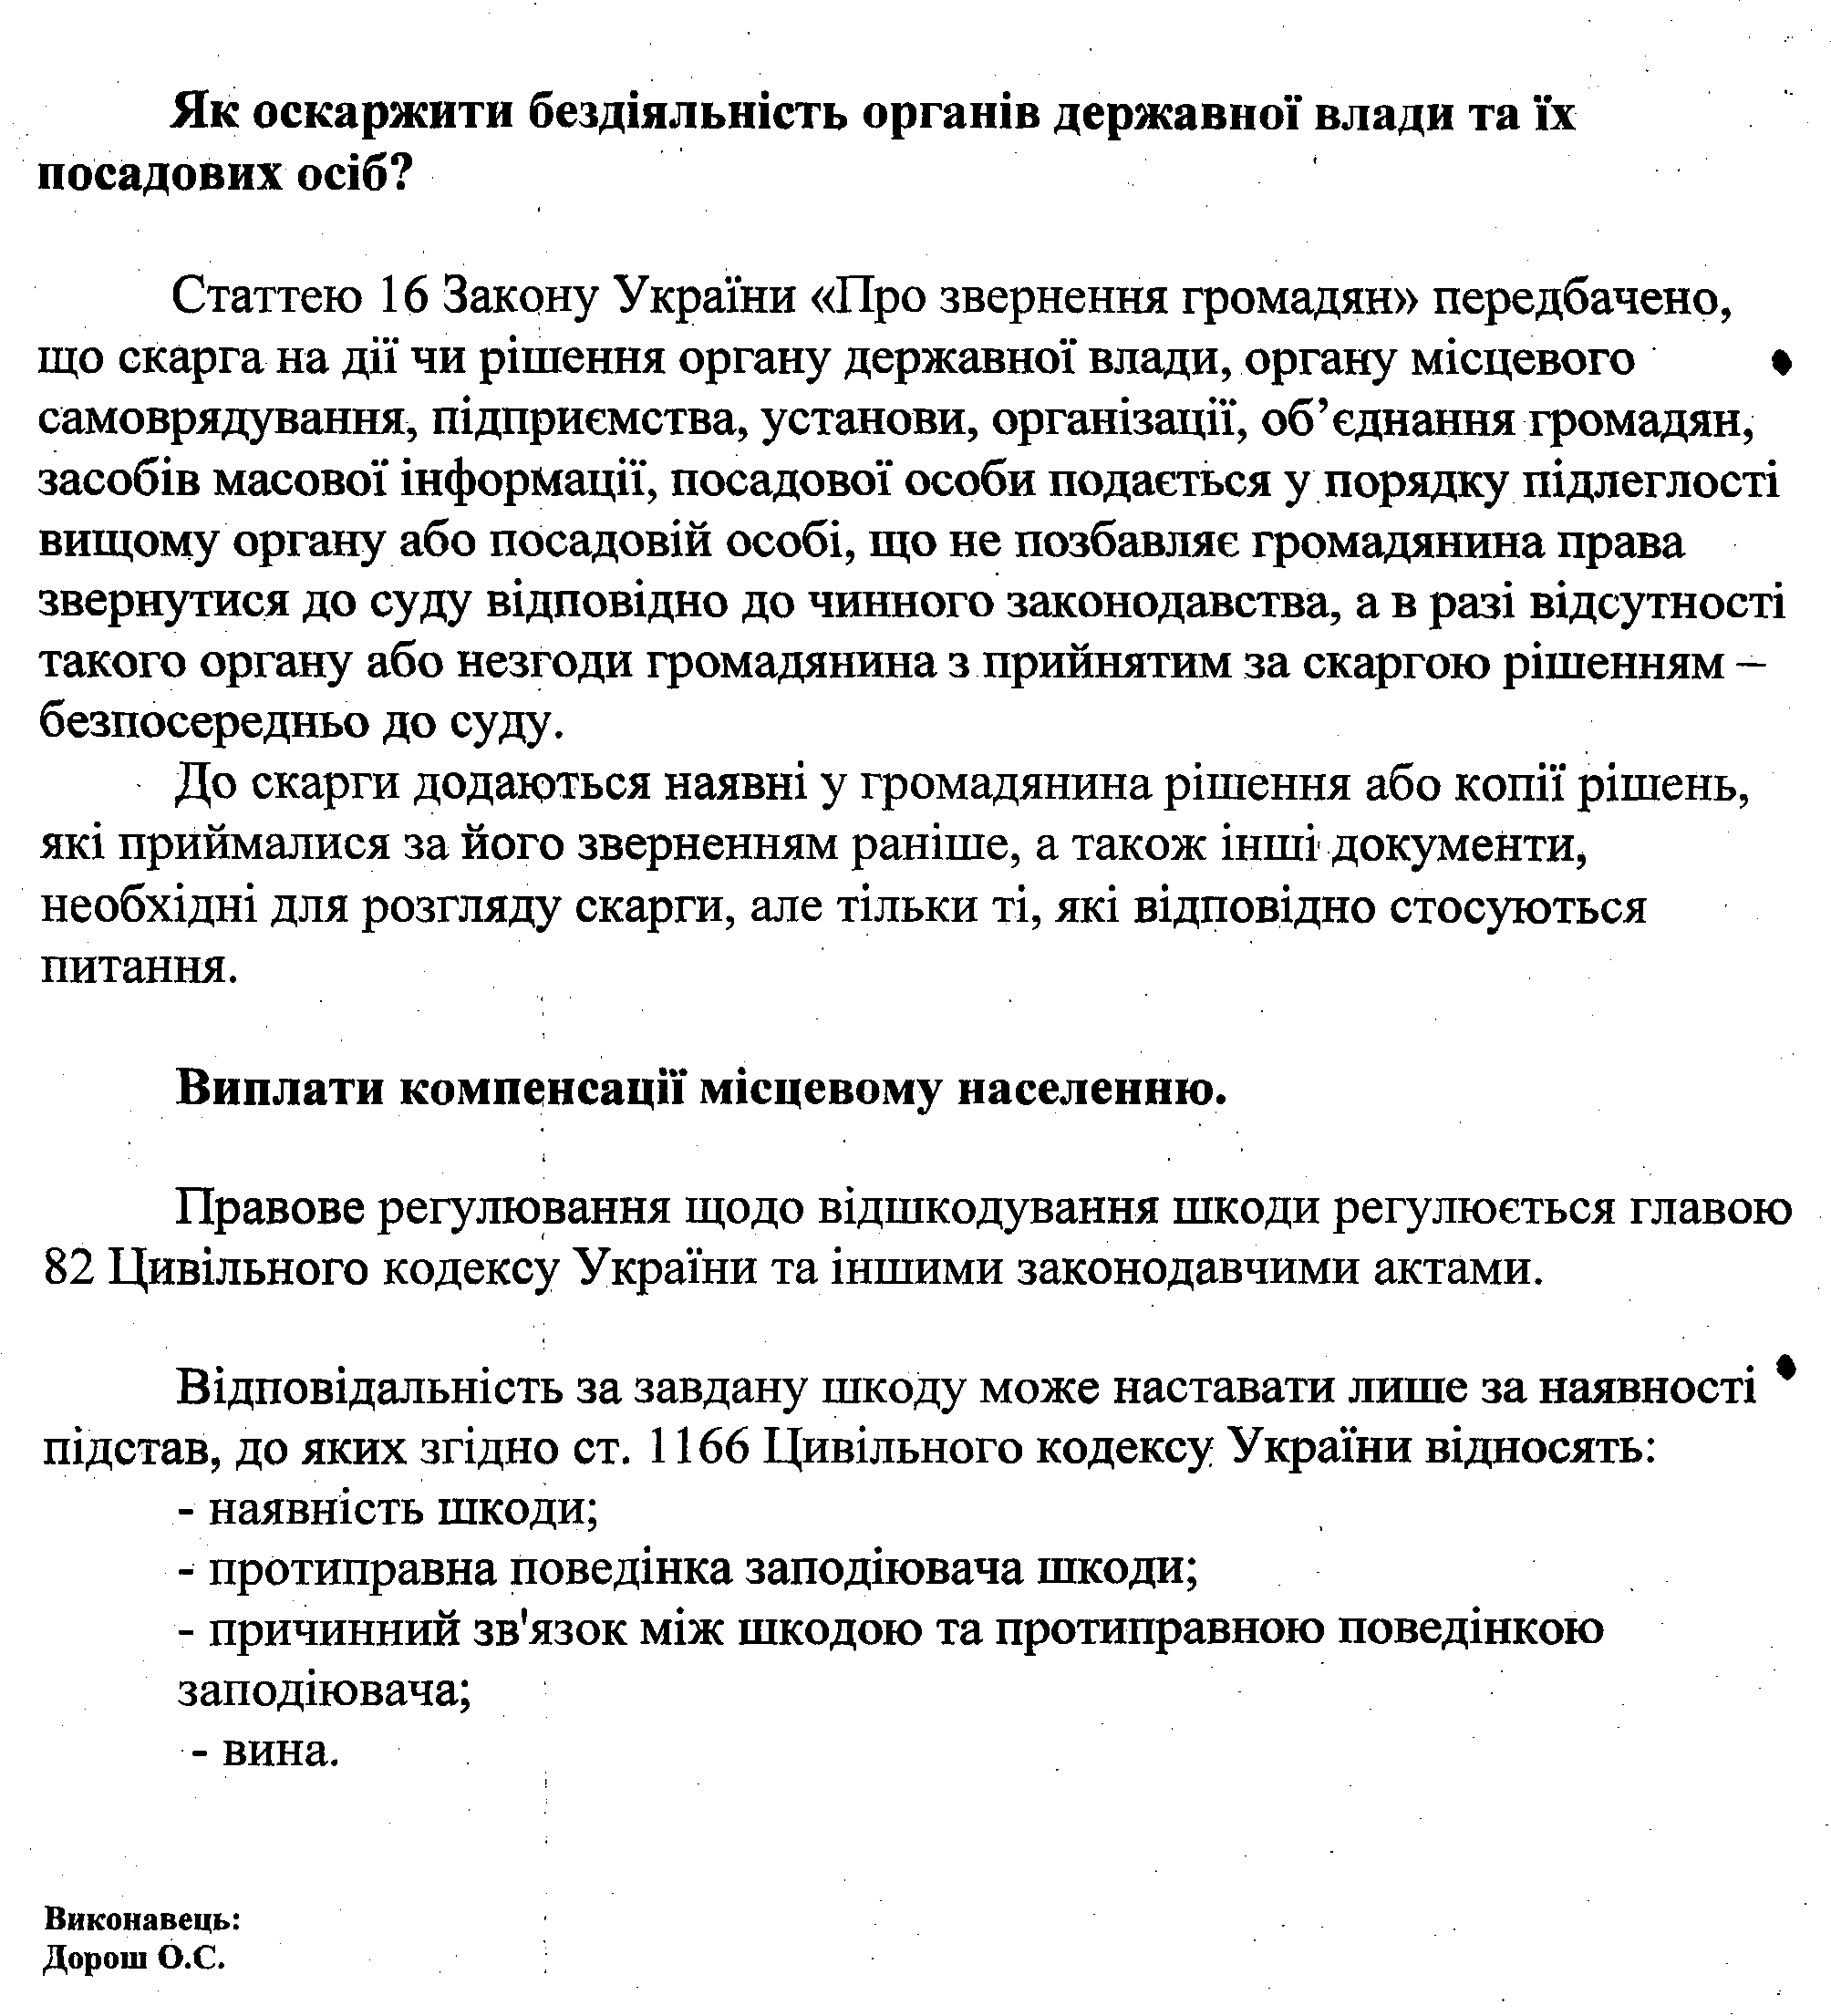 Як оскаржити бездіяльність органів державної влади та їх
посадових осіб?
Статтею 16 Закону України «Про звернення громадян» передбачено,
що скарга на дії чи рішення органу державної влади, органу місцевого
самоврядування, підприємства, установи, організації, об’єднання громадян,
засобів масової інформації, посадової особи подається у порядку підлеглості
вищому органу або посадовій особі, що не позбавляє громадянина права
звернутися до суду відповідно до чинного законодавства, а в разі відсутності
такого органу або незгоди громадянина з прийнятим за скаргою рішенням –
безпосередньо до суду.
До скарги додаються наявні у громадянина рішення або копії рішень,
які приймалися за його зверненням раніше, а також інші документи,
необхідні для розгляду скарги, але тільки ті, які відповідно стосуються
питання.
Виплати компенсації місцевому населенню.
Правове регулювання щодо відшкодування шкоди регулюється главою
82 Цивільного кодексу України та іншими законодавчими актами.
Відповідальність за завдану шкоду може наставати лише за наявності
підстав, до яких згідно ст. 1166 Цивільного кодексу України відносять:
- наявність шкоди;
- протиправна поведінка заподіювача шкоди;
- причинний зв'язок між шкодою та протиправною поведінкою
заподіювача;
- вина.
Виконавець:
Дорош О.С.